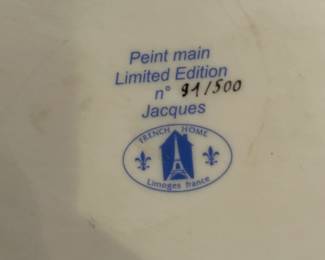 Peint main
Limited Edition
n° 91/500
Jacques
FRENCH HOME
Limoges france